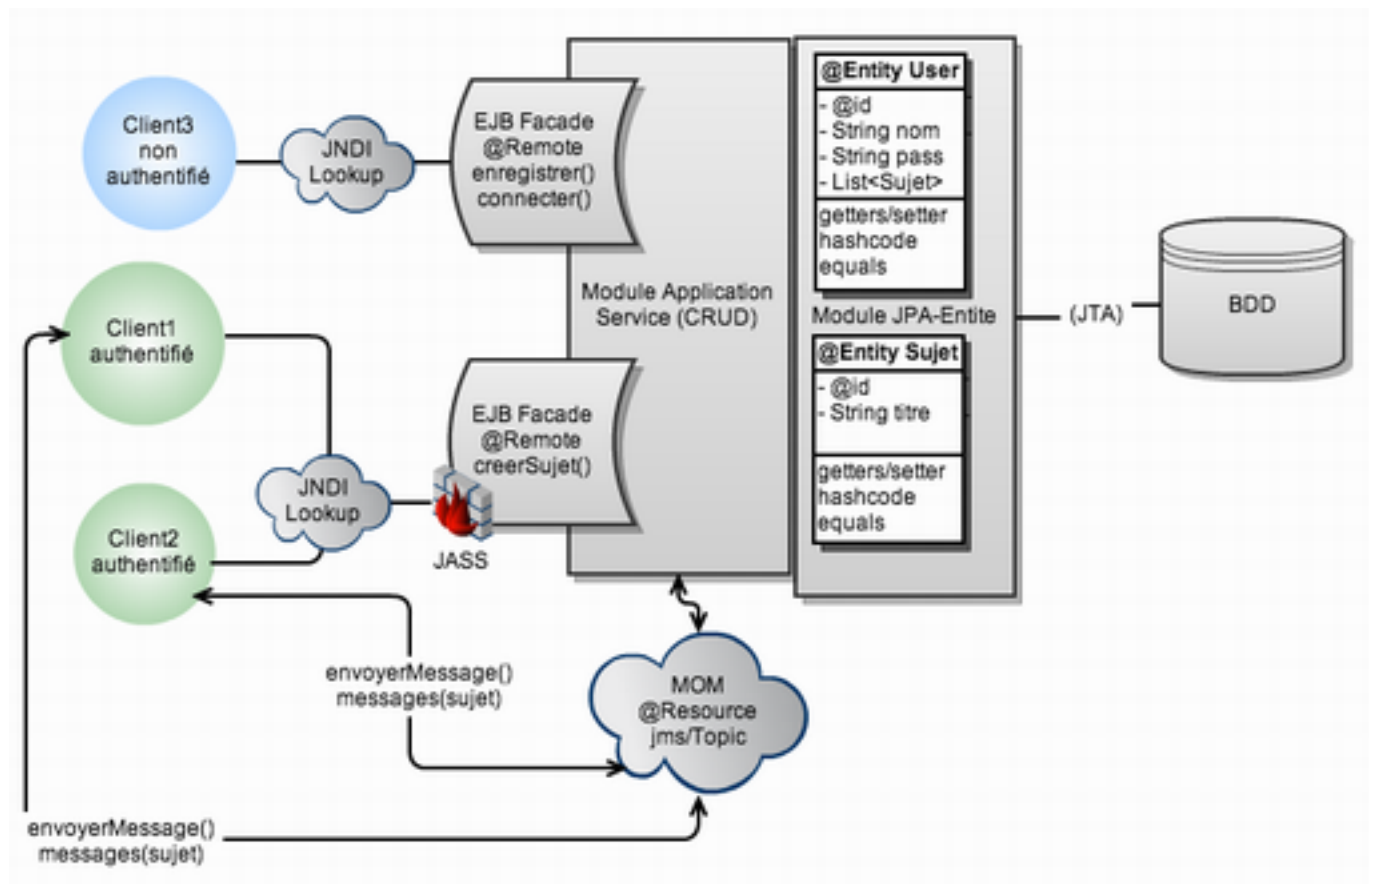 Client3
non
authentifié
JNDI
Lookup
EJB Facade
@Remote
enregistrer()
connecter()
Client1
authentifié
Client2
authentifié
JNDI
Lookup
EJB Facade
@Remote
creerSujet()
JASS
Module Application
Service (CRUD)
@Entity User
- @id
- String nom
- String pass
- List<Sujet>
getters/setter
hashcode
equals
Module JPA-Entite
@Entity Sujet
- @id
- String titre
getters/setter
hashcode
equals
(JTA)
BDD
envoyerMessage()
messages(sujet)
MOM
@Resource
jms/Topic
envoyerMessage()
messages(sujet)